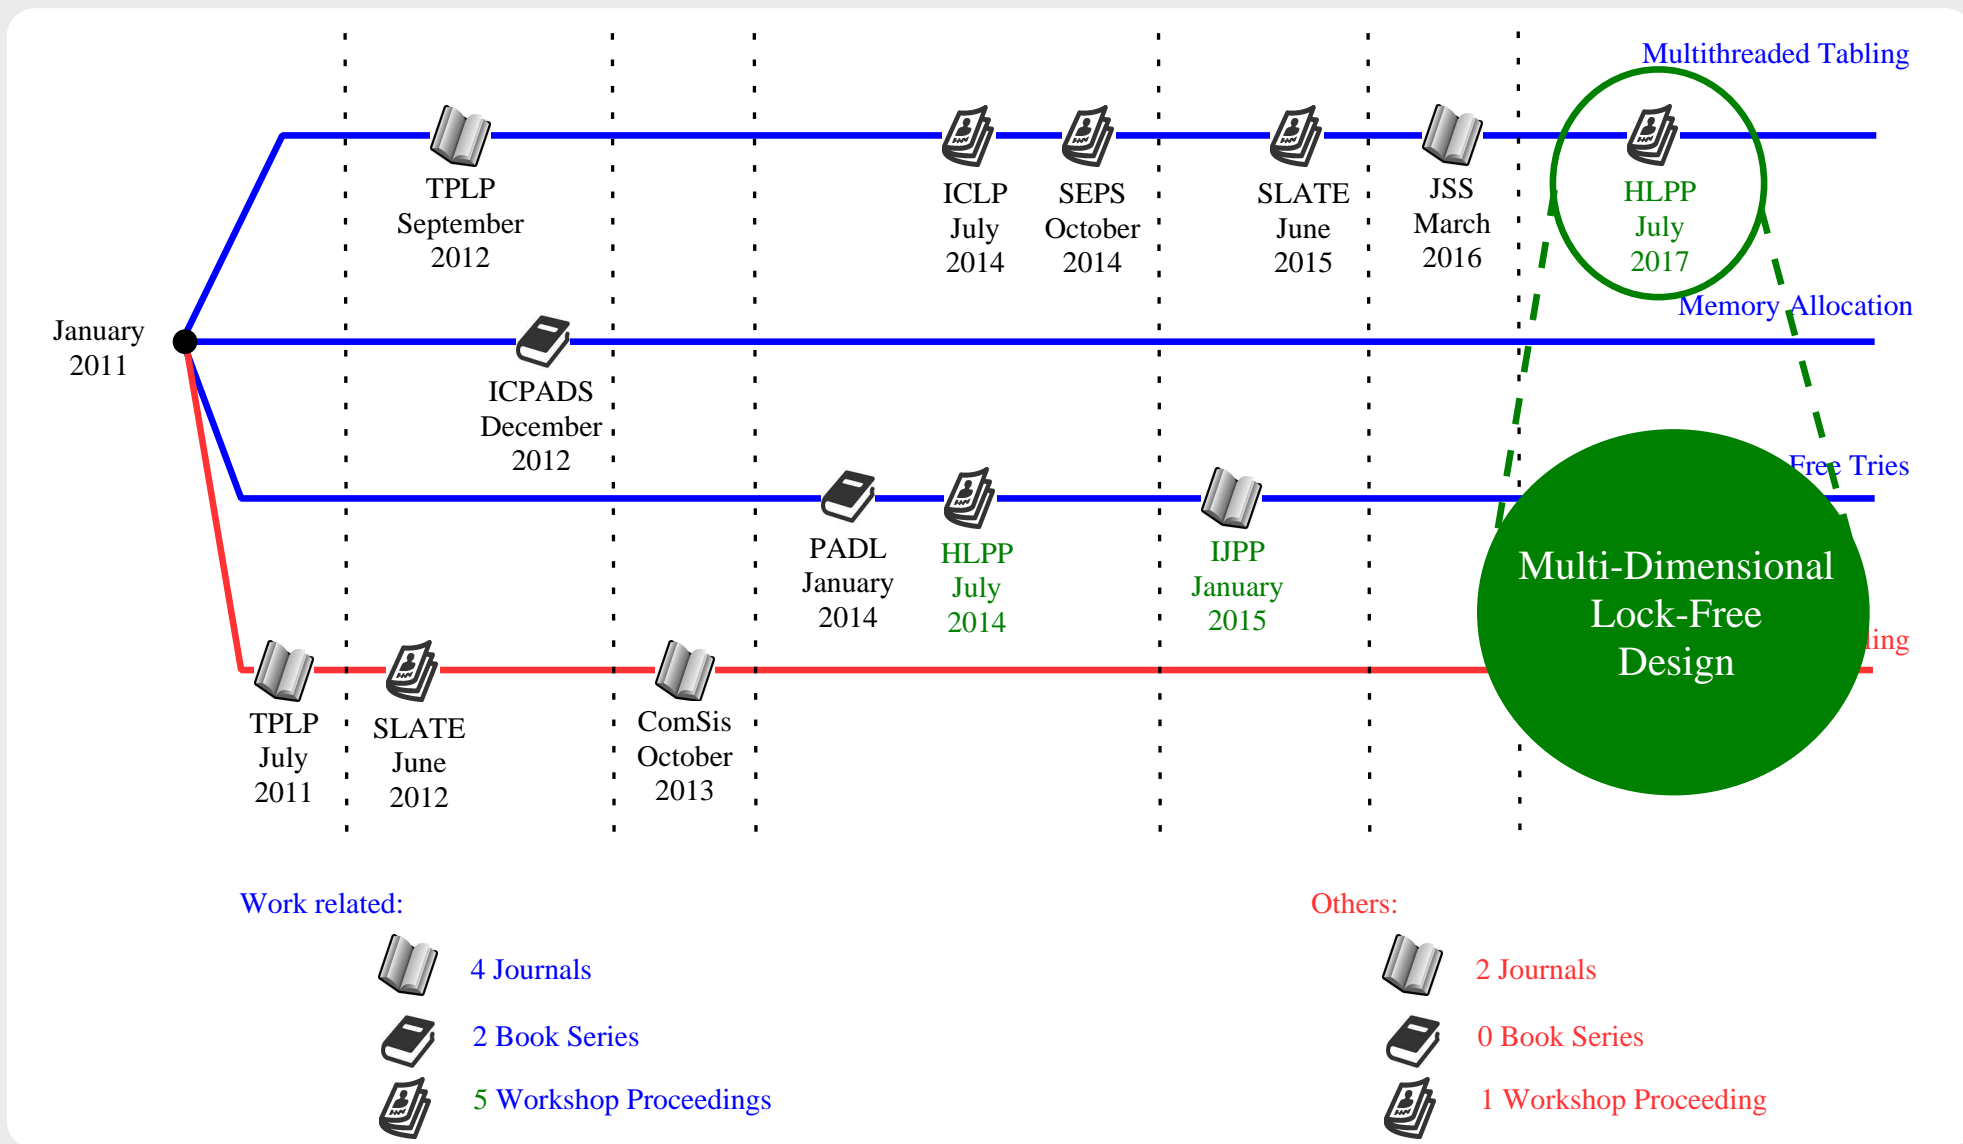 Multithreaded Tabling
TPLP
September
2012
ICLP
July
2014
SEPS
October
2014
SLATE
June
2015
JSS
March
2016
HLPP
July
2017
January
2011
Memory Allocation
ICPADS
December
2012
Free Tries
PADL
January
2014
HLPP
July
2014
IJPP
January
2015
Multi-Dimensional
Lock-Free
Design
TPLP
July
2011
SLATE
June
2012
ComSis
October
2013
Work related:
4 Journals
2 Book Series
5 Workshop Proceedings
Others:
2 Journals
0 Book Series
1 Workshop Proceeding